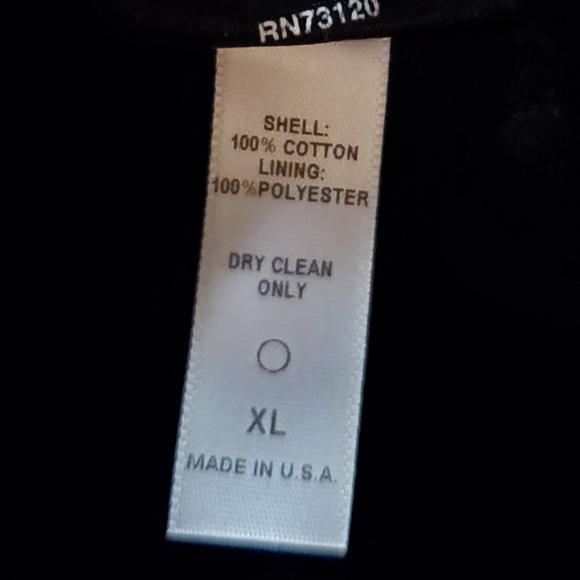 RN73120
SHELL:
100% COTTON
LINING:
100%POLYESTER
DRY CLEAN
ONLY
XL
MADE IN U.S.A.